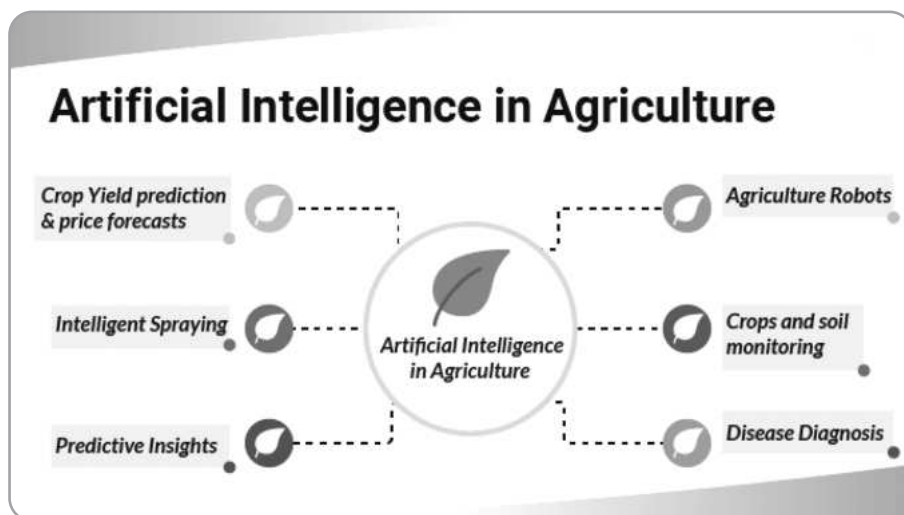 Artificial Intelligence in Agriculture
Crop Yield prediction
& price forecasts
Intelligent Spraying
Predictive Insights
Artificial Intelligence
in Agriculture
Agriculture Robots
Crops and soil
monitoring
Disease Diagnosis